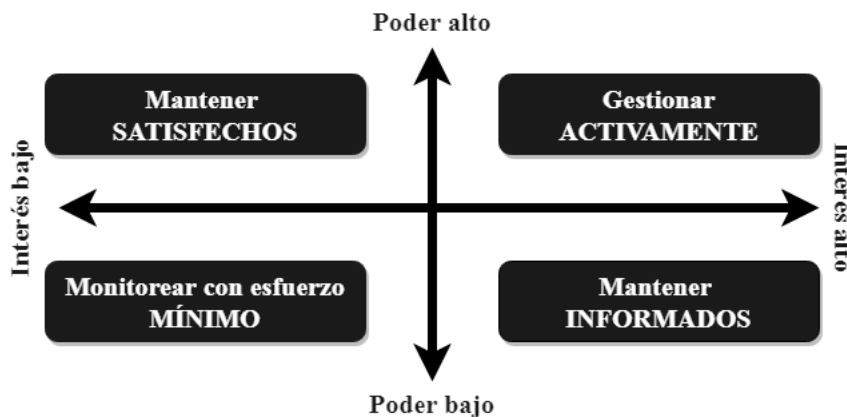 Poder alto
Mantener
SATISFECHOS
Gestionar
ACTIVAMENTE
Interés bajo
Interés alto
Monitorear con esfuerzo
MÍNIMO
Mantener
INFORMADOS
Poder bajo